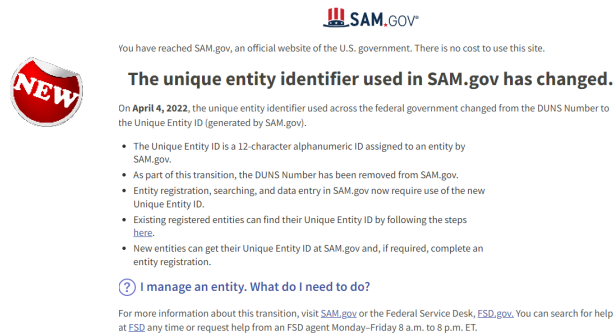 SAM.GOV®
You have reached SAM.gov, an official website of the U.S. government. There is no cost to use this site.
NEW
The unique entity identifier used in SAM.gov has changed.
On April 4, 2022, the unique entity identifier used across the federal government changed from the DUNS Number to
the Unique Entity ID (generated by SAM.gov).
• The Unique Entity ID is a 12-character alphanumeric ID assigned to an entity by
SAM.gov.
• As part of this transition, the DUNS Number has been removed from SAM.gov.
• Entity registration, searching, and data entry in SAM.gov now require use of the new
Unique Entity ID.
• Existing registered entities can find their Unique Entity ID by following the steps
here.
• New entities can get their Unique Entity ID at SAM.gov and, if required, complete an
entity registration.
? I manage an entity. What do I need to do?
For more information about this transition, visit SAM.gov or the Federal Service Desk, FSD.gov. You can search for help
at FSD any time or request help from an FSD agent Monday–Friday 8 a.m. to 8 p.m. ET.